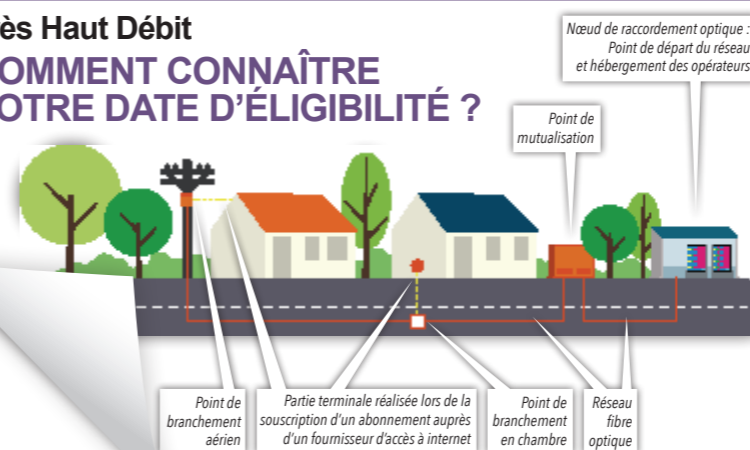 ès Haut Débit
OMMENT CONNAÎTRE
OTRE DATE D'ÉLIGIBILITÉ ?
Nœud de raccordement optique :
Point de départ du réseau
et hébergement des opérateurs
Point de
mutualisation
Point de
branchement
aérien
Partie terminale réalisée lors de la
souscription d'un abonnement auprès
d'un fournisseur d'accès à internet
Point de
branchement
en chambre
Réseau
fibre
optique